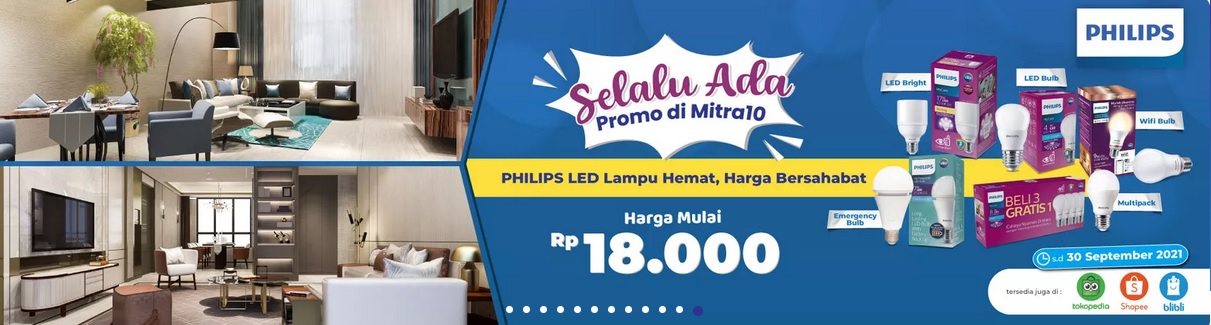 PHILIPS
Selalu Ada
Promo di Mitra10
PHILIPS LED Lampu Hemat, Harga Bersahabat
Harga Mulai
Rp 18.000
LED Bright
LED Bulb
Wifi Bulb
Emergency
Bulb
Multipack
PHILIPS
PHILIPS
BELI 3
GRATIS 1
s.d 30 September 2021
tersedia juga di :
tokopedia
Shopee
blibli